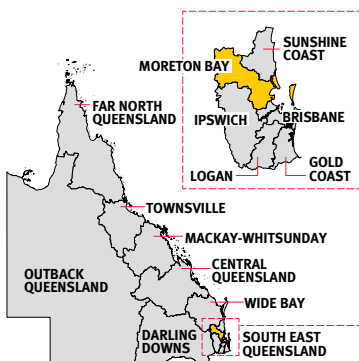 SUNSHINE
COAST
MORETON BAY
IPSWICH
BRISBANE
LOGAN
GOLD
COAST
FAR NORTH
QUEENSLAND
TOWNSVILLE
MACKAY-WHITSUNDAY
CENTRAL
QUEENSLAND
OUTBACK
QUEENSLAND
WIDE BAY
DARLING
DOWNS
SOUTH EAST
QUEENSLAND